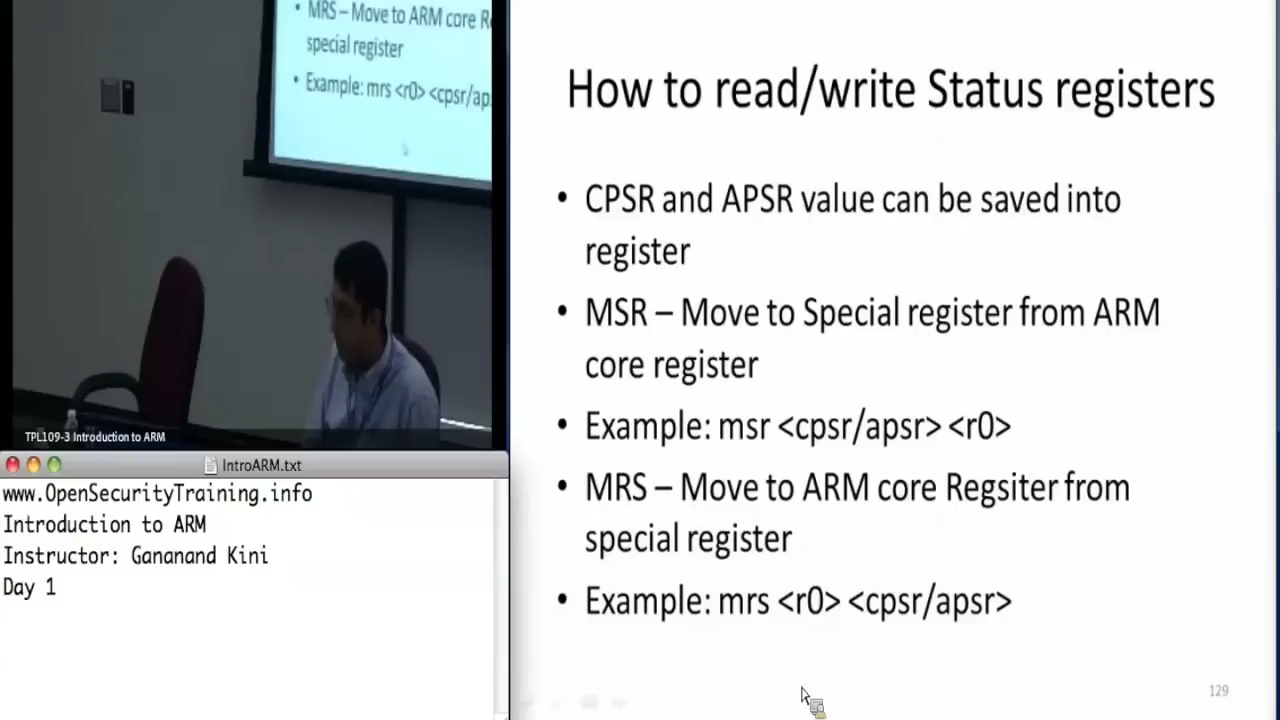 • MRS – Move to ARM core R
special register
• Example: mrs <r0> <cpsr/ap
TPL109-3 Introduction to ARM
IntroARM.txt
www.OpenSecurityTraining.info
Introduction to ARM
Instructor: Gananand Kini
Day 1
How to read/write Status registers
• CPSR and APSR value can be saved into
register
• MSR – Move to Special register from ARM
core register
• Example: msr <cpsr/apsr> <r0>
• MRS – Move to ARM core Regsiter from
special register
• Example: mrs <r0> <cpsr/apsr>
129